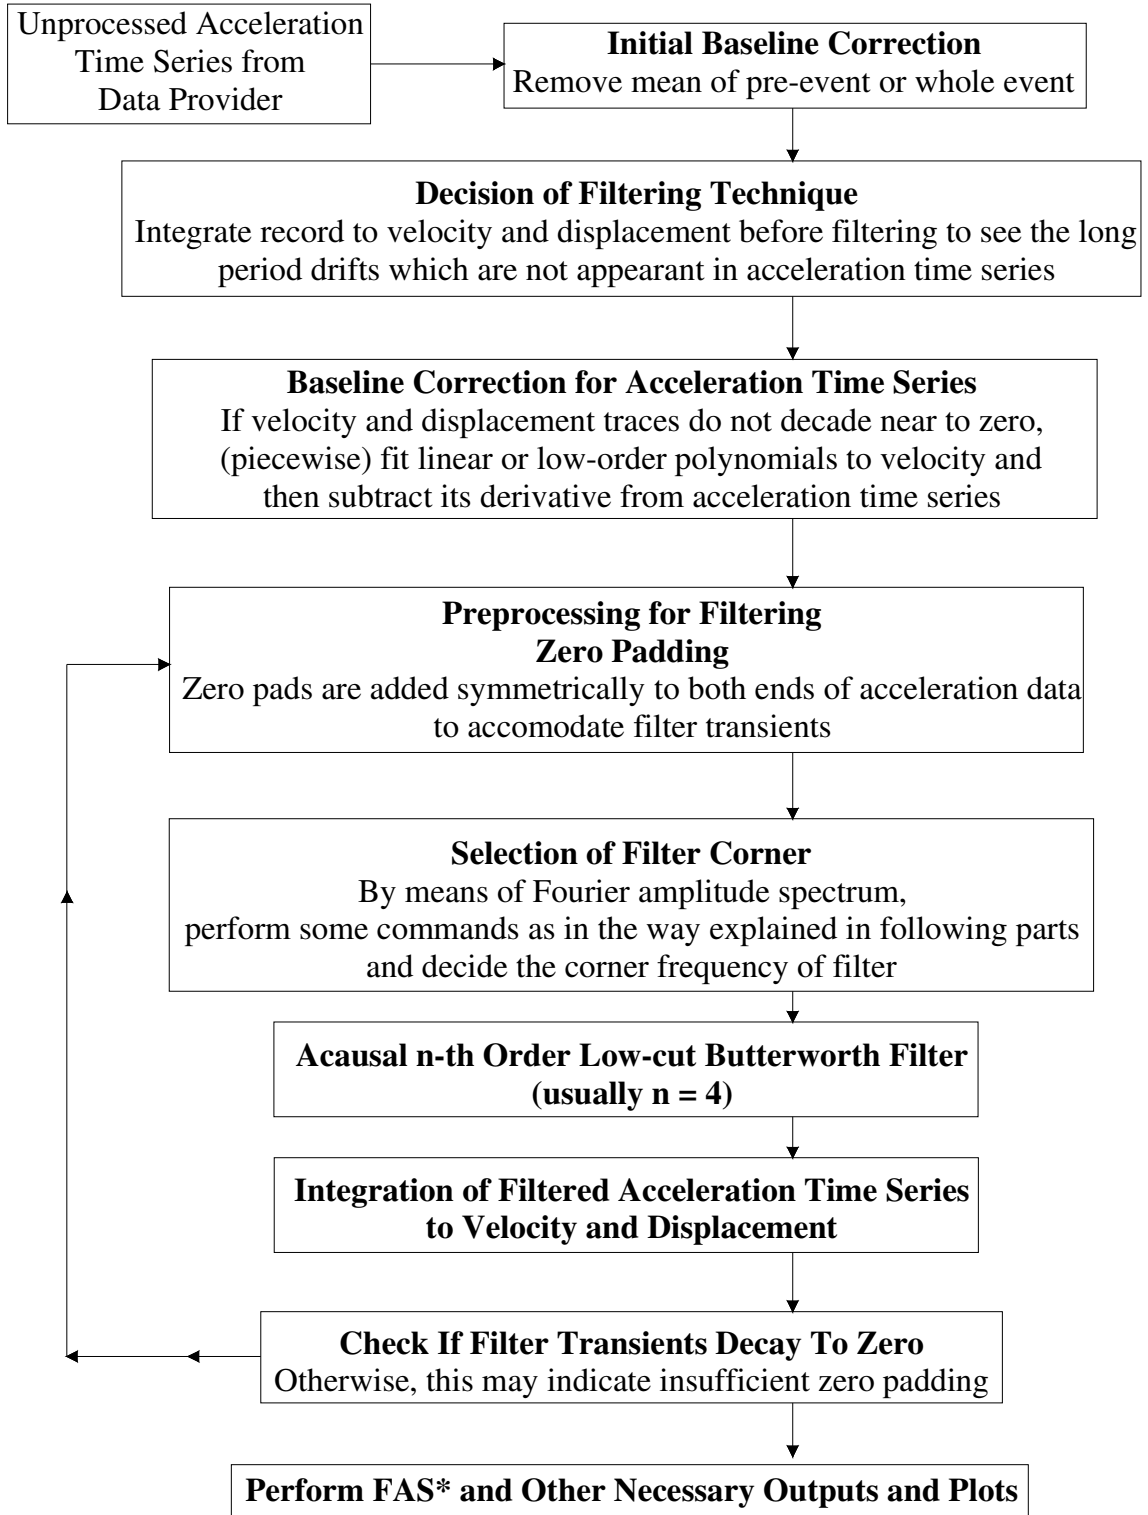 Unprocessed Acceleration
Time Series from
Data Provider
Initial Baseline Correction
Remove mean of pre-event or whole event
Decision of Filtering Technique
Integrate record to velocity and displacement before filtering to see the long
period drifts which are not appearant in acceleration time series
Baseline Correction for Acceleration Time Series
If velocity and displacement traces do not decade near to zero,
(piecewise) fit linear or low-order polynomials to velocity and
then subtract its derivative from acceleration time series
Preprocessing for Filtering
Zero Padding
Zero pads are added symmetrically to both ends of acceleration data
to accomodate filter transients
Selection of Filter Corner
By means of Fourier amplitude spectrum,
perform some commands as in the way explained in following parts
and decide the corner frequency of filter
Acausal n-th Order Low-cut Butterworth Filter
(usually n = 4)
Integration of Filtered Acceleration Time Series
to Velocity and Displacement
Check If Filter Transients Decay To Zero
Otherwise, this may indicate insufficient zero padding
Perform FAS* and Other Necessary Outputs and Plots